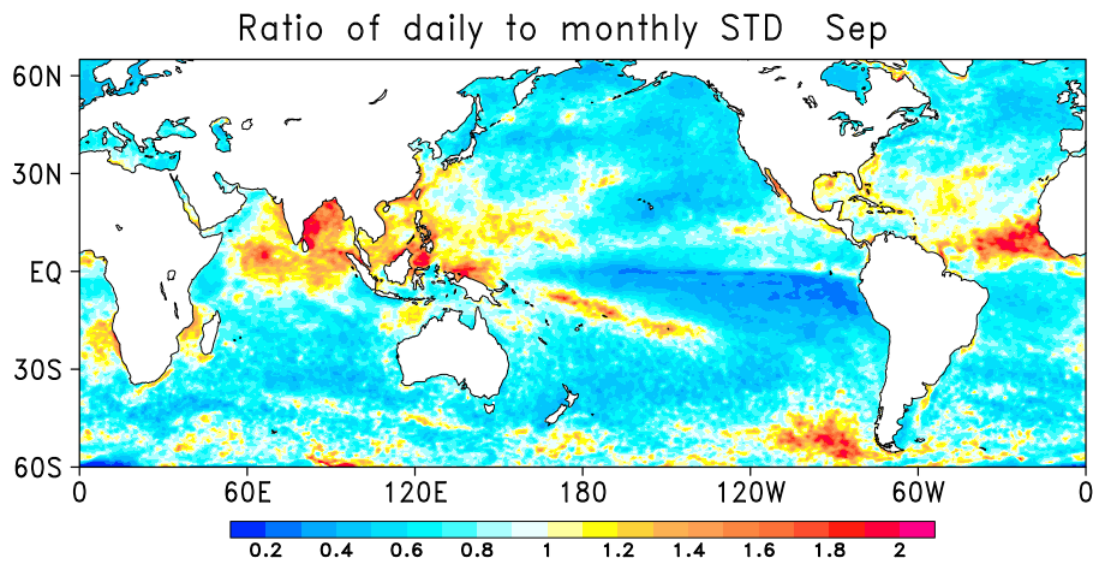 Ratio of daily to monthly STD Sep
60N
30N
EQ
30S
60S
0 60E 120E 180 120W 60W 0
0.2 0.4 0.6 0.8 1 1.2 1.4 1.6 1.8 2